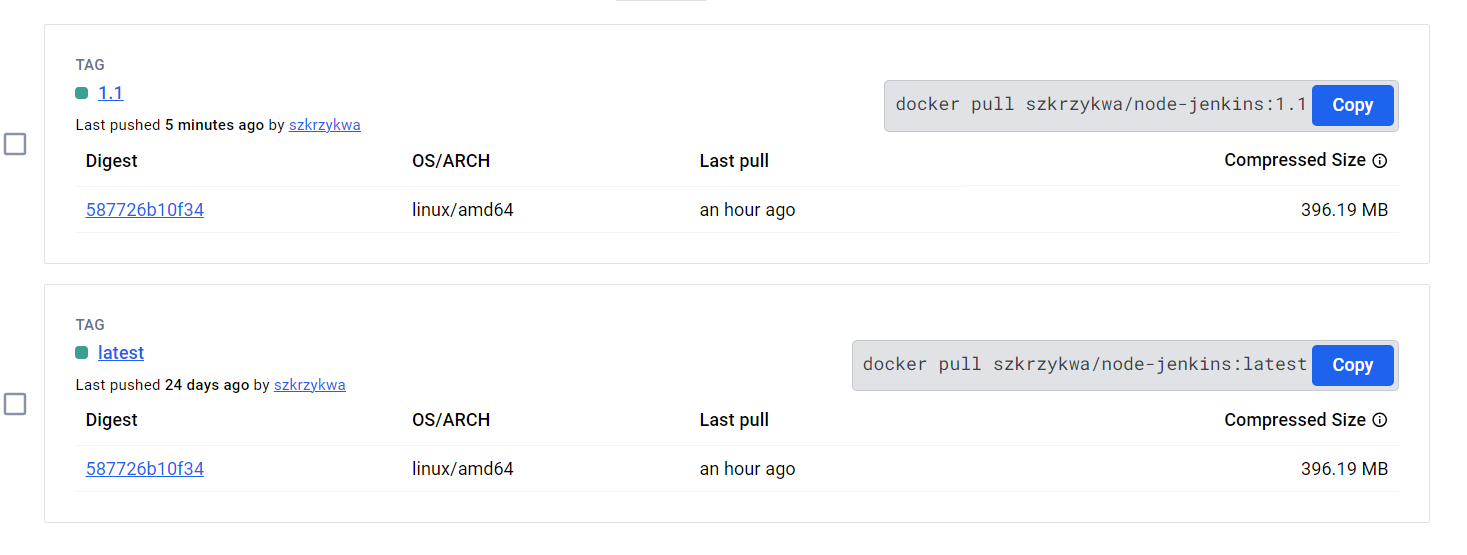 TAG
1.1
docker pull szkrzykwa/node-jenkins:1.1 Copy
Last pushed 5 minutes ago by szkrzykwa
Digest OS/ARCH Last pull Compressed Size
587726b10f34 linux/amd64 an hour ago 396.19 MB
TAG
latest
docker pull szkrzykwa/node-jenkins:latest Copy
Last pushed 24 days ago by szkrzykwa
Digest OS/ARCH Last pull Compressed Size
587726b10f34 linux/amd64 an hour ago 396.19 MB